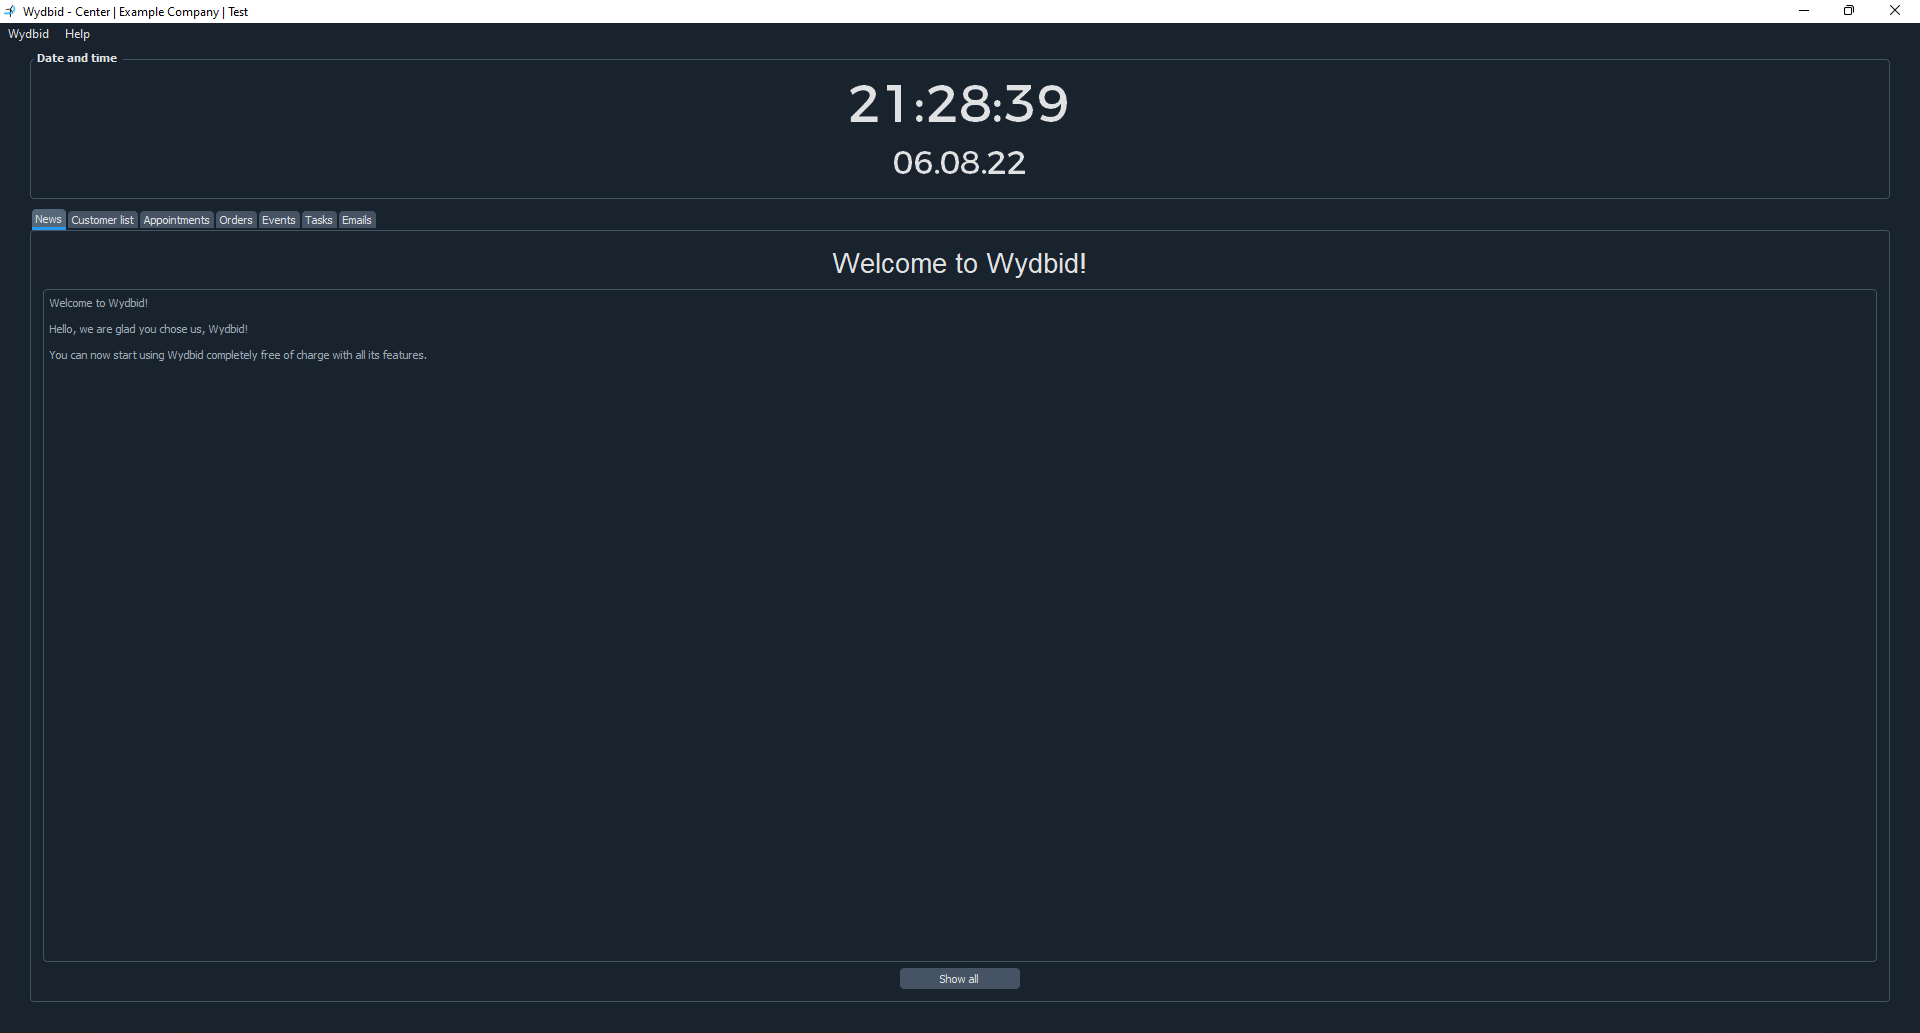 Wydbid - Center | Example Company | Test
Wydbid Help
Date and time
21:28:39
06.08.22
News Customer list Appointments Orders Events Tasks Emails
Welcome to Wydbid!
Welcome to Wydbid!
Hello, we are glad you chose us, Wydbid!
You can now start using Wydbid completely free of charge with all its features.
Show all